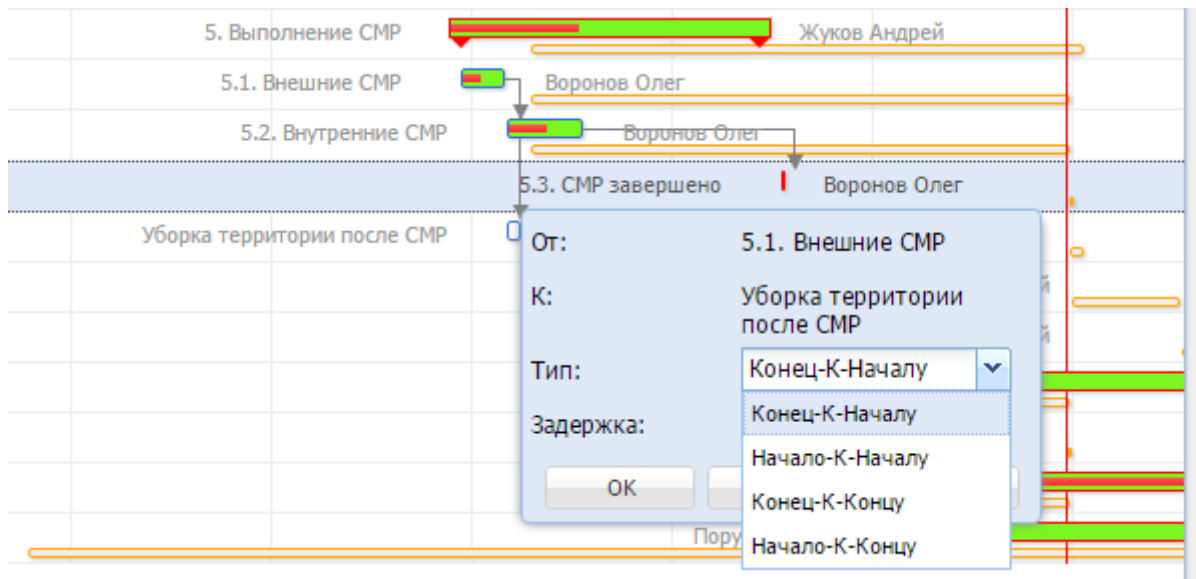 5. Выполнение СМР
Жуков Андрей
5.1. Внешние СМР
Воронов Олег
5.2. Внутренние СМР
Воронов Олег
5.3. СМР завершено
Воронов Олег
Уборка территории после СМР
От:
5.1. Внешние СМР
К:
Уборка территории
после СМР
й
й
Тип:
Конец-К-Началу
Конец-К-Началу
Задержка:
Начало-К-Началу
OK
Конец-К-Концу
Пору
Начало-К-Концу